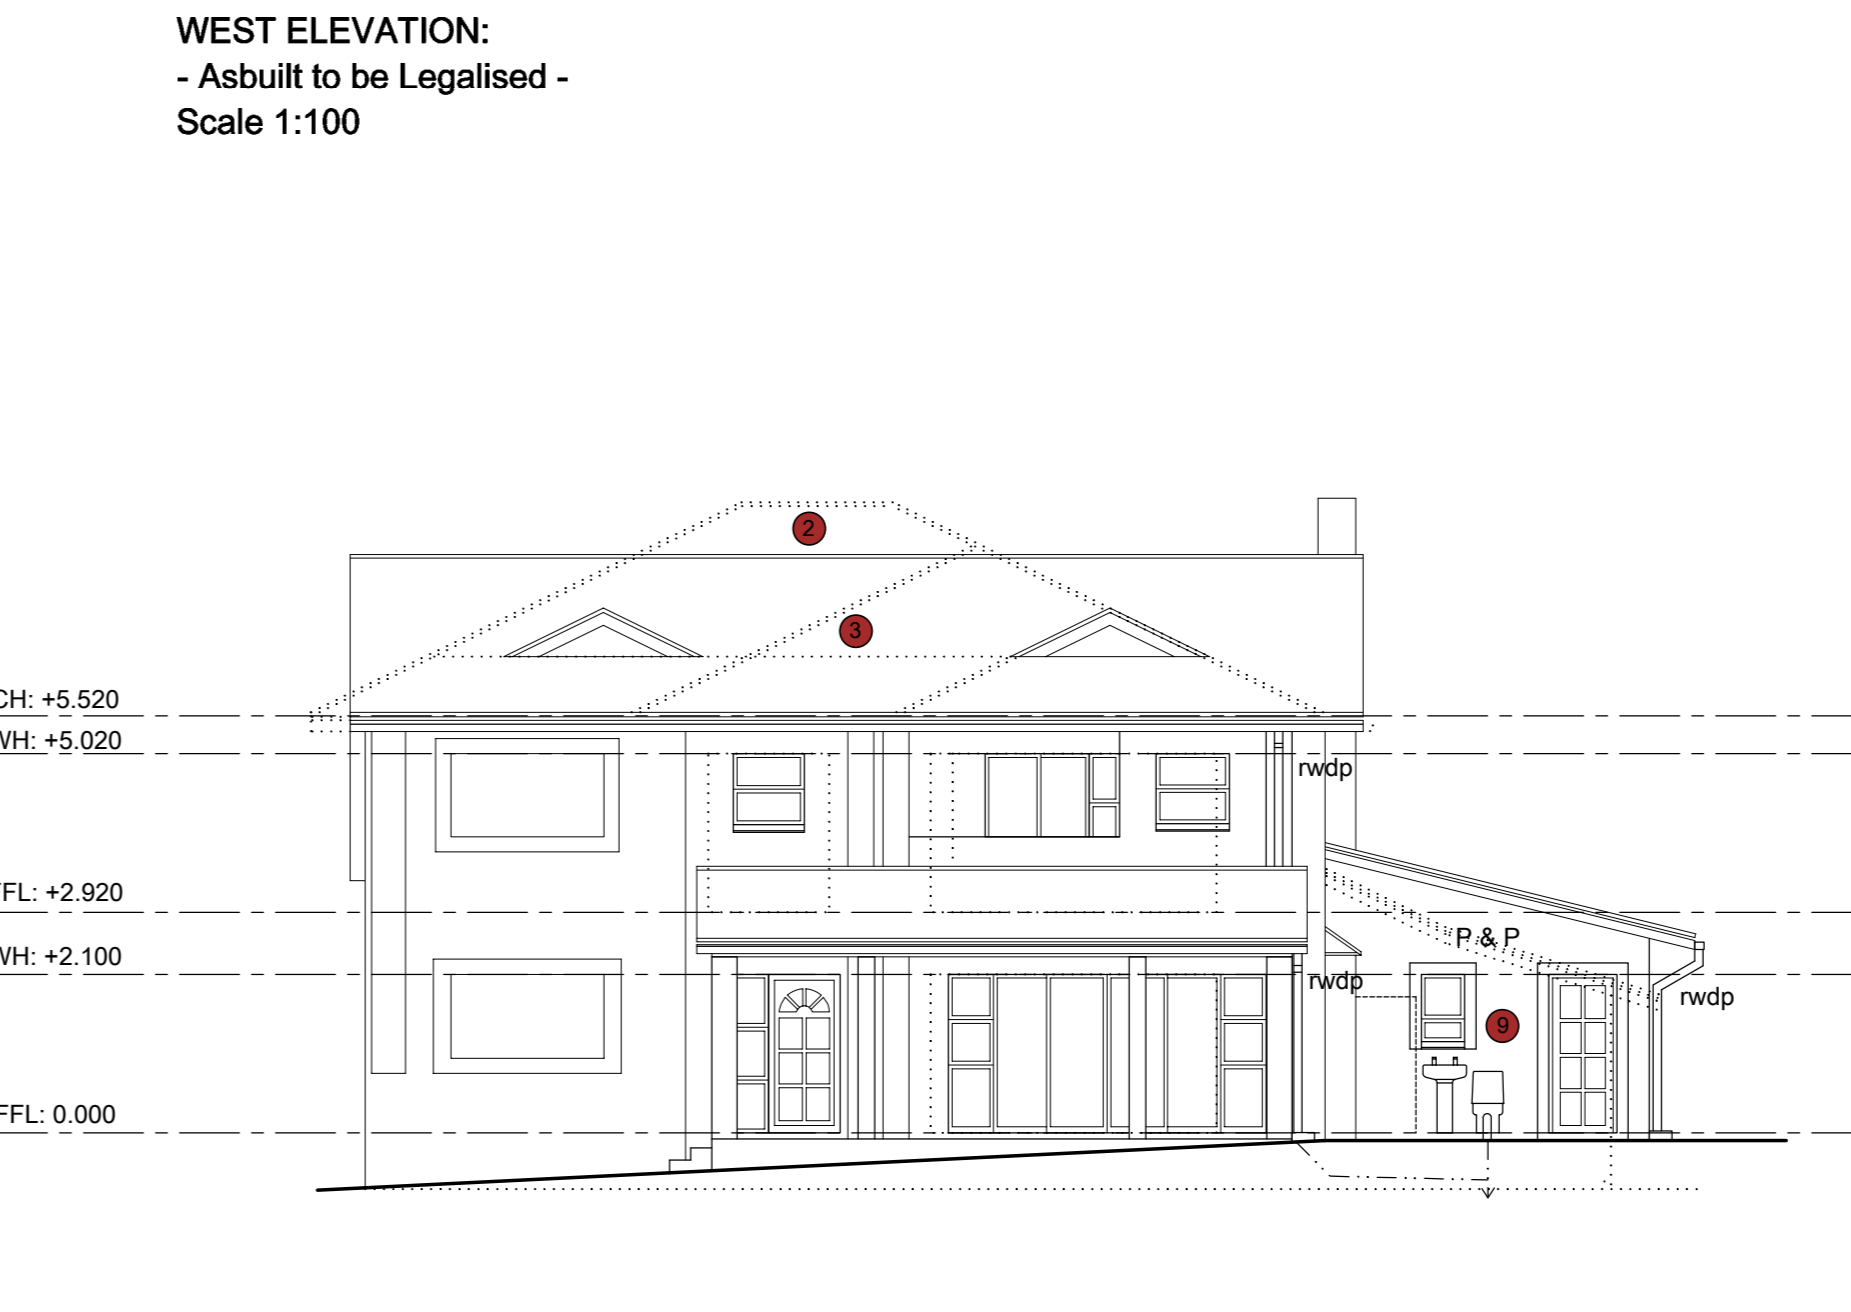 WEST ELEVATION:
- Asbuilt to be Legalised -
Scale 1:100
2
3
CH: +5.520
WH: +5.020
rwdp
FFL: +2.920
P & P
WH: +2.100
rwdp
rwdp
9
FFL: 0.000